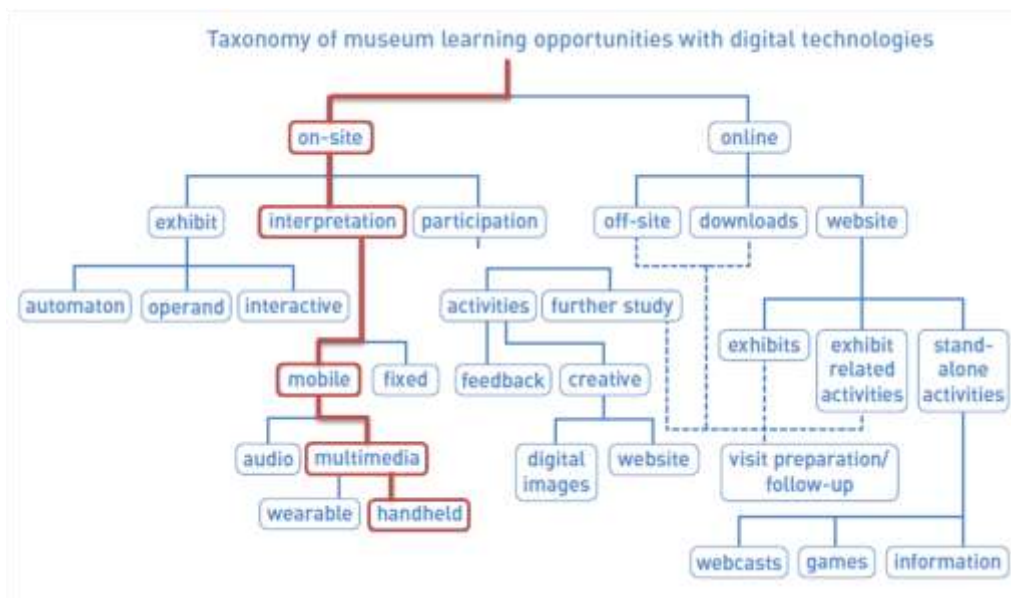 Taxonomy of museum learning opportunities with digital technologies
on-site
online
exhibit
interpretation
participation
off-site
downloads
website
automaton
operand
interactive
activities
further study
exhibits
exhibit
related
activities
stand-
alone
activities
mobile
fixed
feedback
creative
audio
multimedia
digital
images
website
visit preparation/
follow-up
wearable
handheld
webcasts
games
information